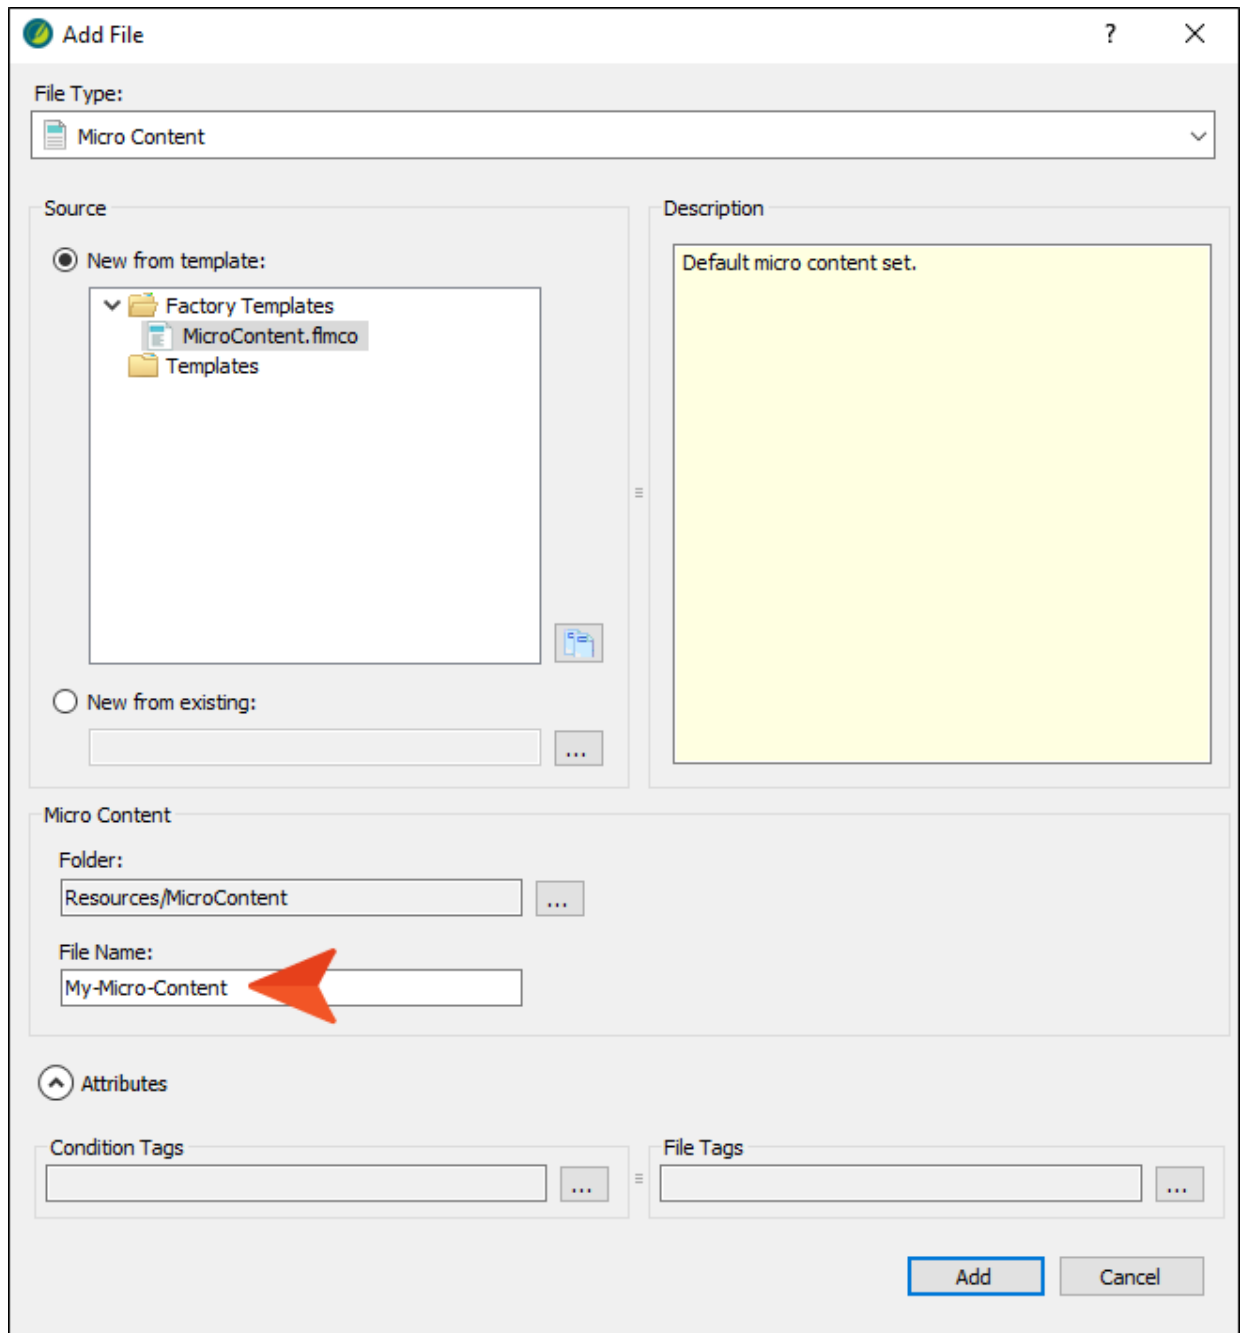 Add File
?
File Type:
Micro Content
Source
New from template:
Factory Templates
MicroContent.flmco
Templates
New from existing:
...
Description
Default micro content set.
Micro Content
Folder:
Resources/MicroContent
...
File Name:
My-Micro-Content
Attributes
Condition Tags
...
File Tags
...
Add
Cancel